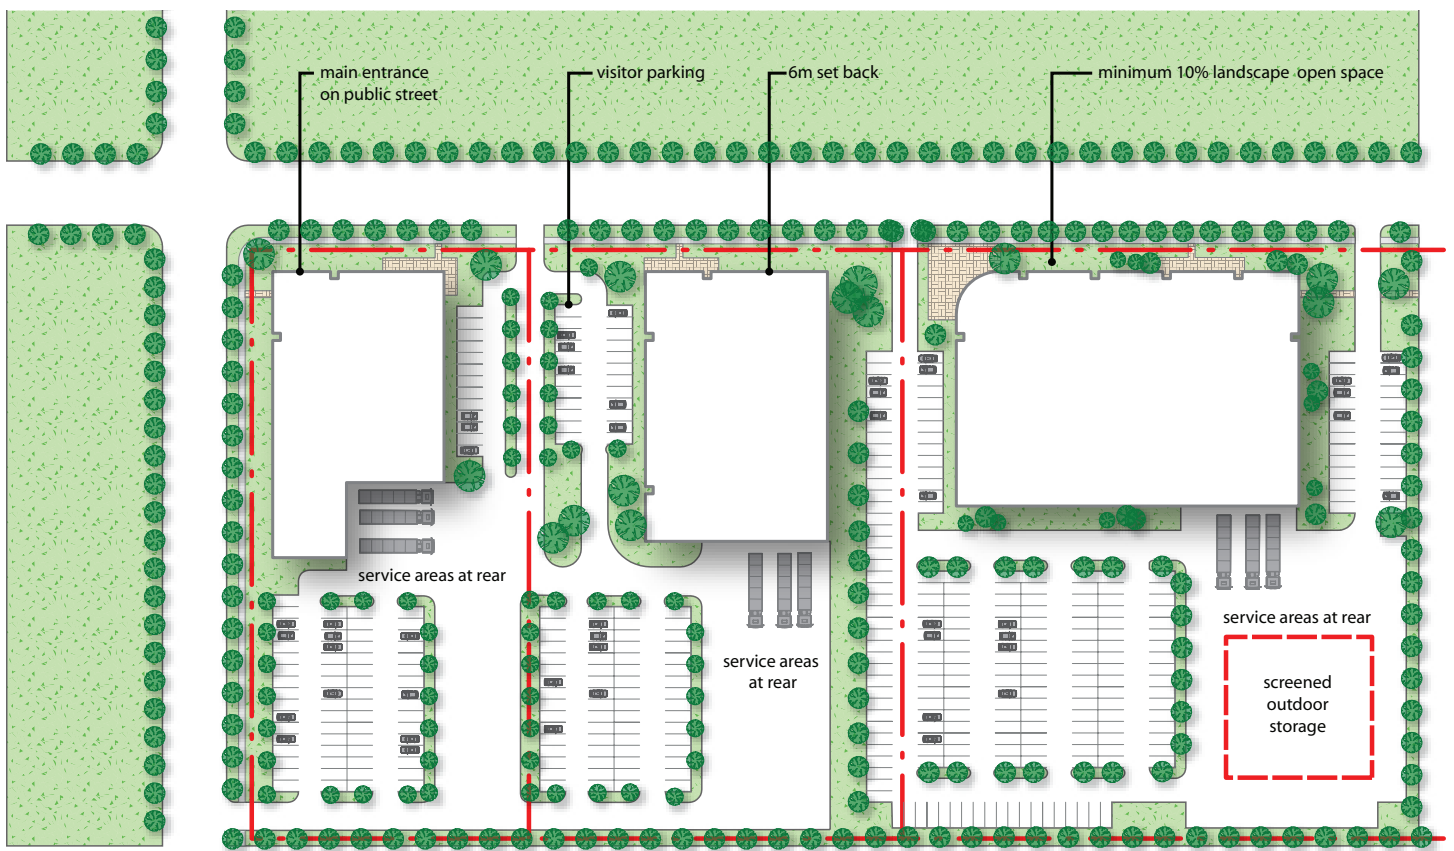 main entrance
on public street
visitor parking
6m set back
minimum 10% landscape open space
service areas at rear
service areas
at rear
service areas at rear
screened
outdoor
storage